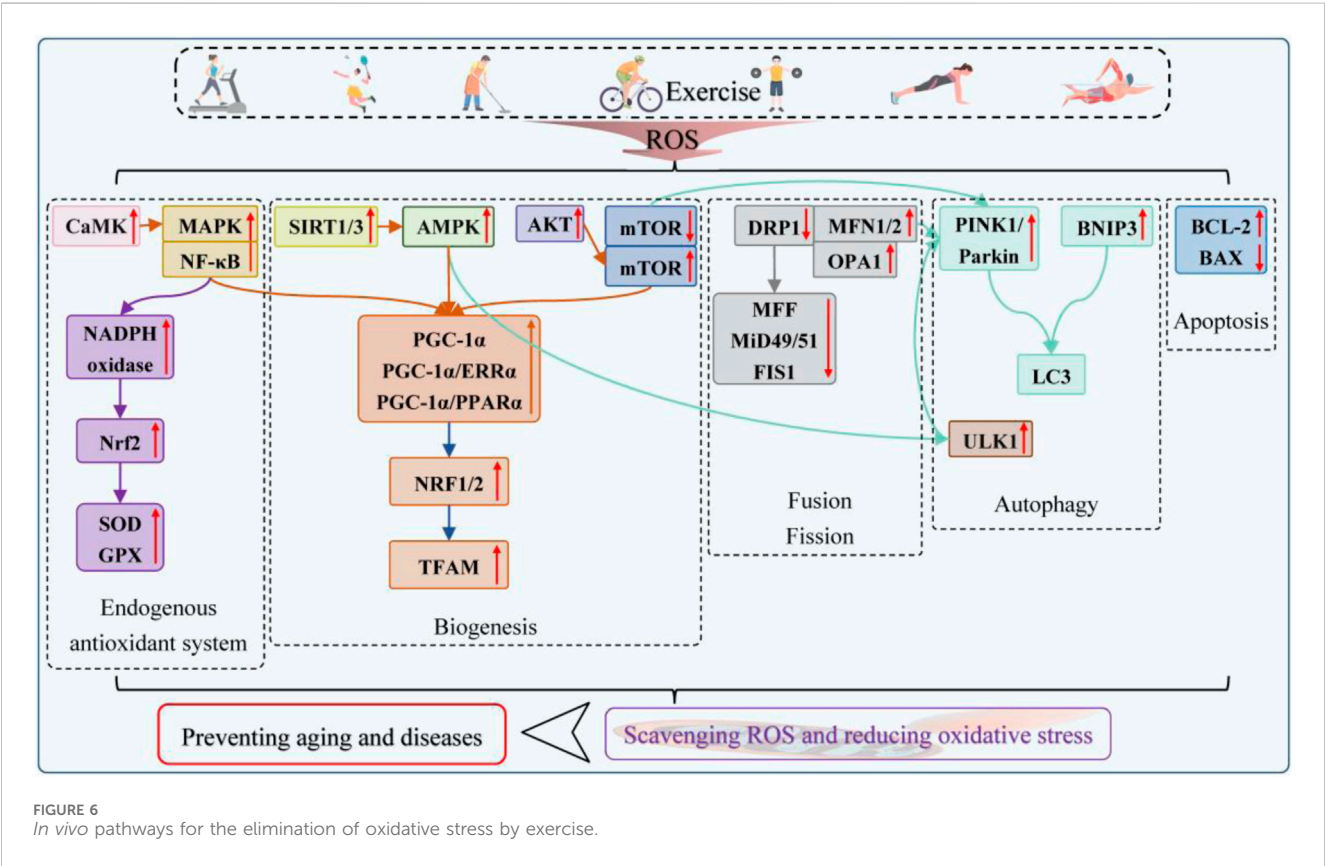 Exercise
ROS
CaMK
MAPK
NF-κB
NADPH
oxidase
Nrf2
SOD
GPX
Endogenous
antioxidant system
SIRT1/3
AMPK
AKT
mTOR
mTOR
PGC-1α
PGC-1α/ERRα
PGC-1α/PPARα
NRF1/2
TFAM
Biogenesis
DRP1
MFN1/2
OPA1
MFF
MiD49/51
FIS1
Fusion
Fission
PINK1/
Parkin
BNIP3
LC3
ULK1
Autophagy
BCL-2
BAX
Apoptosis
Preventing aging and diseases
Scavenging ROS and reducing oxidative stress
FIGURE 6
In vivo pathways for the elimination of oxidative stress by exercise.